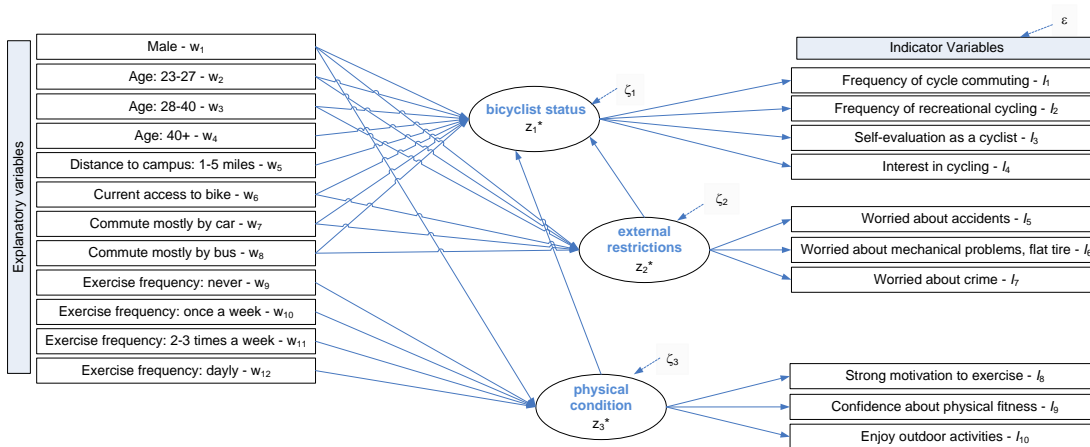 Explanatory variables
Male - w1
Age: 23-27 - w2
Age: 28-40 - w3
Age: 40+ - w4
Distance to campus: 1-5 miles - w5
Current access to bike - w6
Commute mostly by car - w7
Commute mostly by bus - w8
Exercise frequency: never - w9
Exercise frequency: once a week - w10
Exercise frequency: 2-3 times a week - w11
Exercise frequency: dayly - w12
ζ1
bicyclist status
z1*
ζ2
external
restrictions
z2*
ζ3
physical
condition
z3*
ε
Indicator Variables
Frequency of cycle commuting - I1
Frequency of recreational cycling - I2
Self-evaluation as a cyclist - I3
Interest in cycling - I4
Worried about accidents - I5
Worried about mechanical problems, flat tire - I6
Worried about crime - I7
Strong motivation to exercise - I8
Confidence about physical fitness - I9
Enjoy outdoor activities - I10